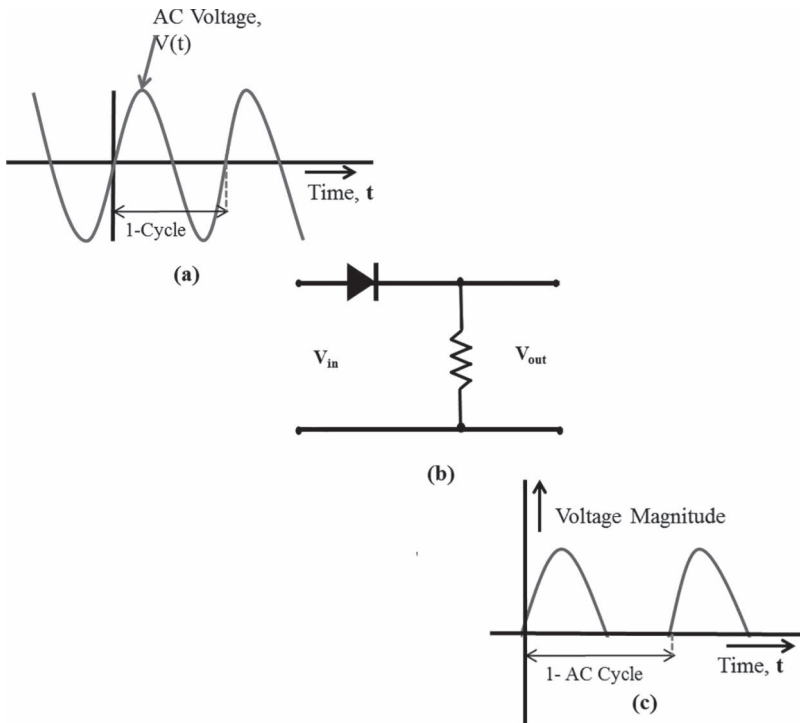 AC Voltage,
V(t)
Time, t
1-Cycle
(a)
Vin
Vout
(b)
Voltage Magnitude
Time, t
1- AC Cycle
(c)